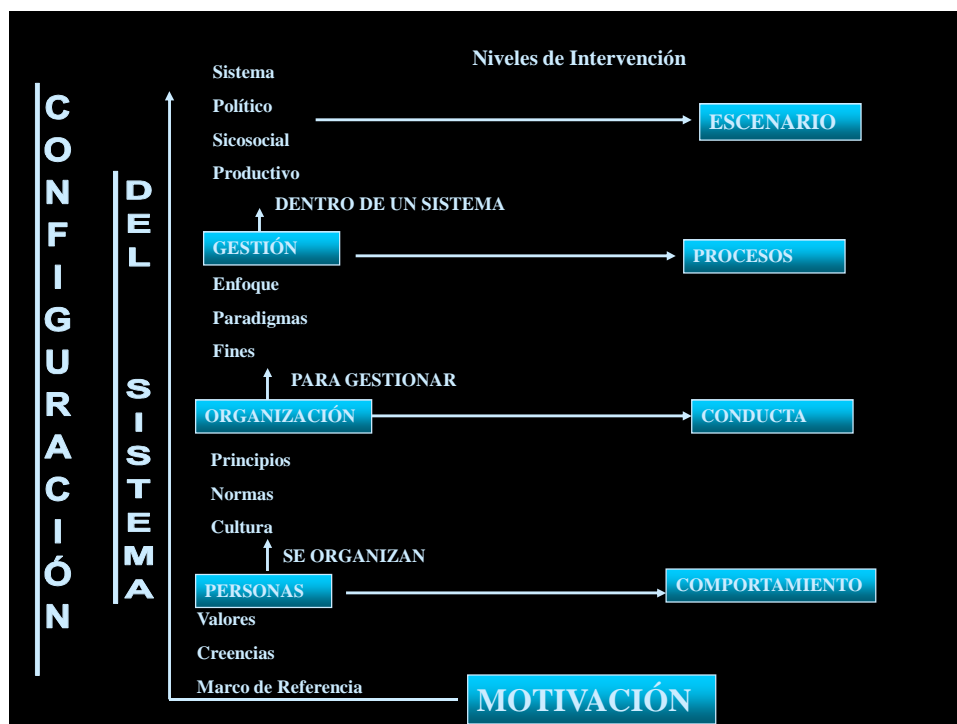 CONFIGURACIÓN
DEL SISTEMA
Niveles de Intervención
Sistema
Político
Sicosocial
Productivo
ESCENARIO
DENTRO DE UN SISTEMA
GESTIÓN
PROCESOS
Enfoque
Paradigmas
Fines
PARA GESTIONAR
ORGANIZACIÓN
CONDUCTA
Principios
Normas
Cultura
SE ORGANIZAN
PERSONAS
COMPORTAMIENTO
Valores
Creencias
Marco de Referencia
MOTIVACIÓN